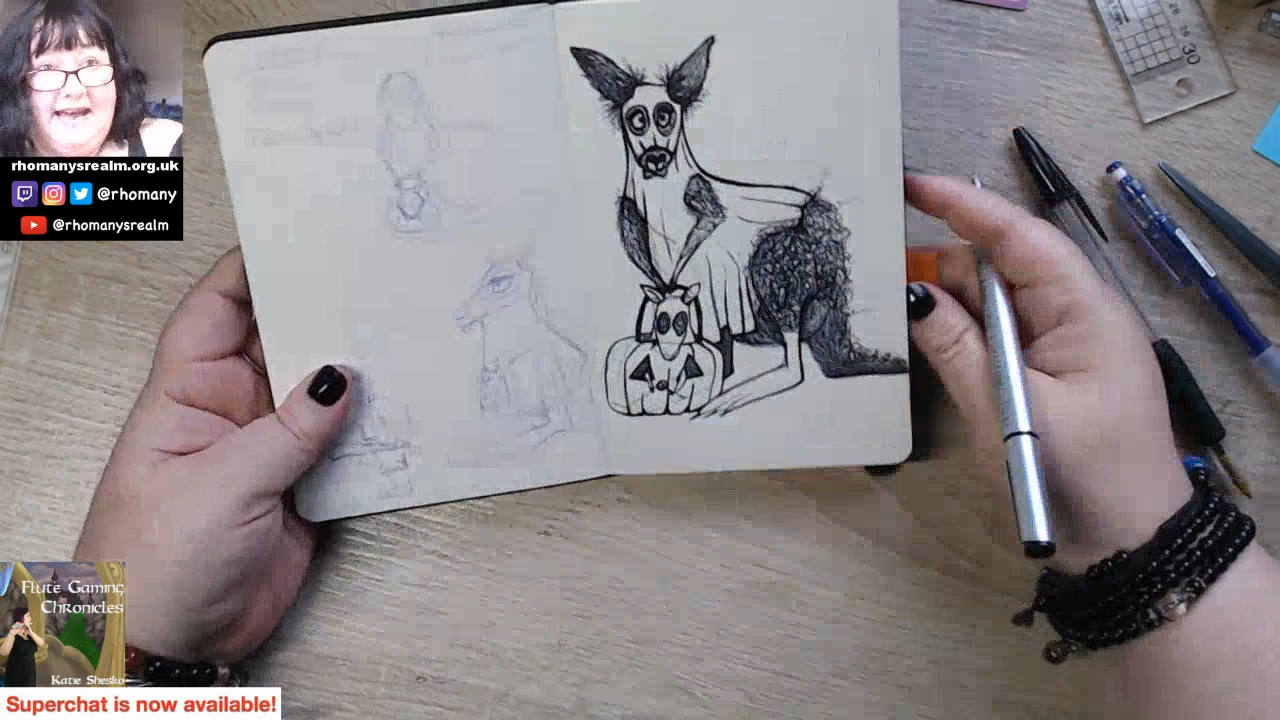 rhomanysrealm.org.uk
@rhomany
@rhomanysrealm
30
Flute Gaming
Chronicles
Katie Shesko
Superchat is now available!